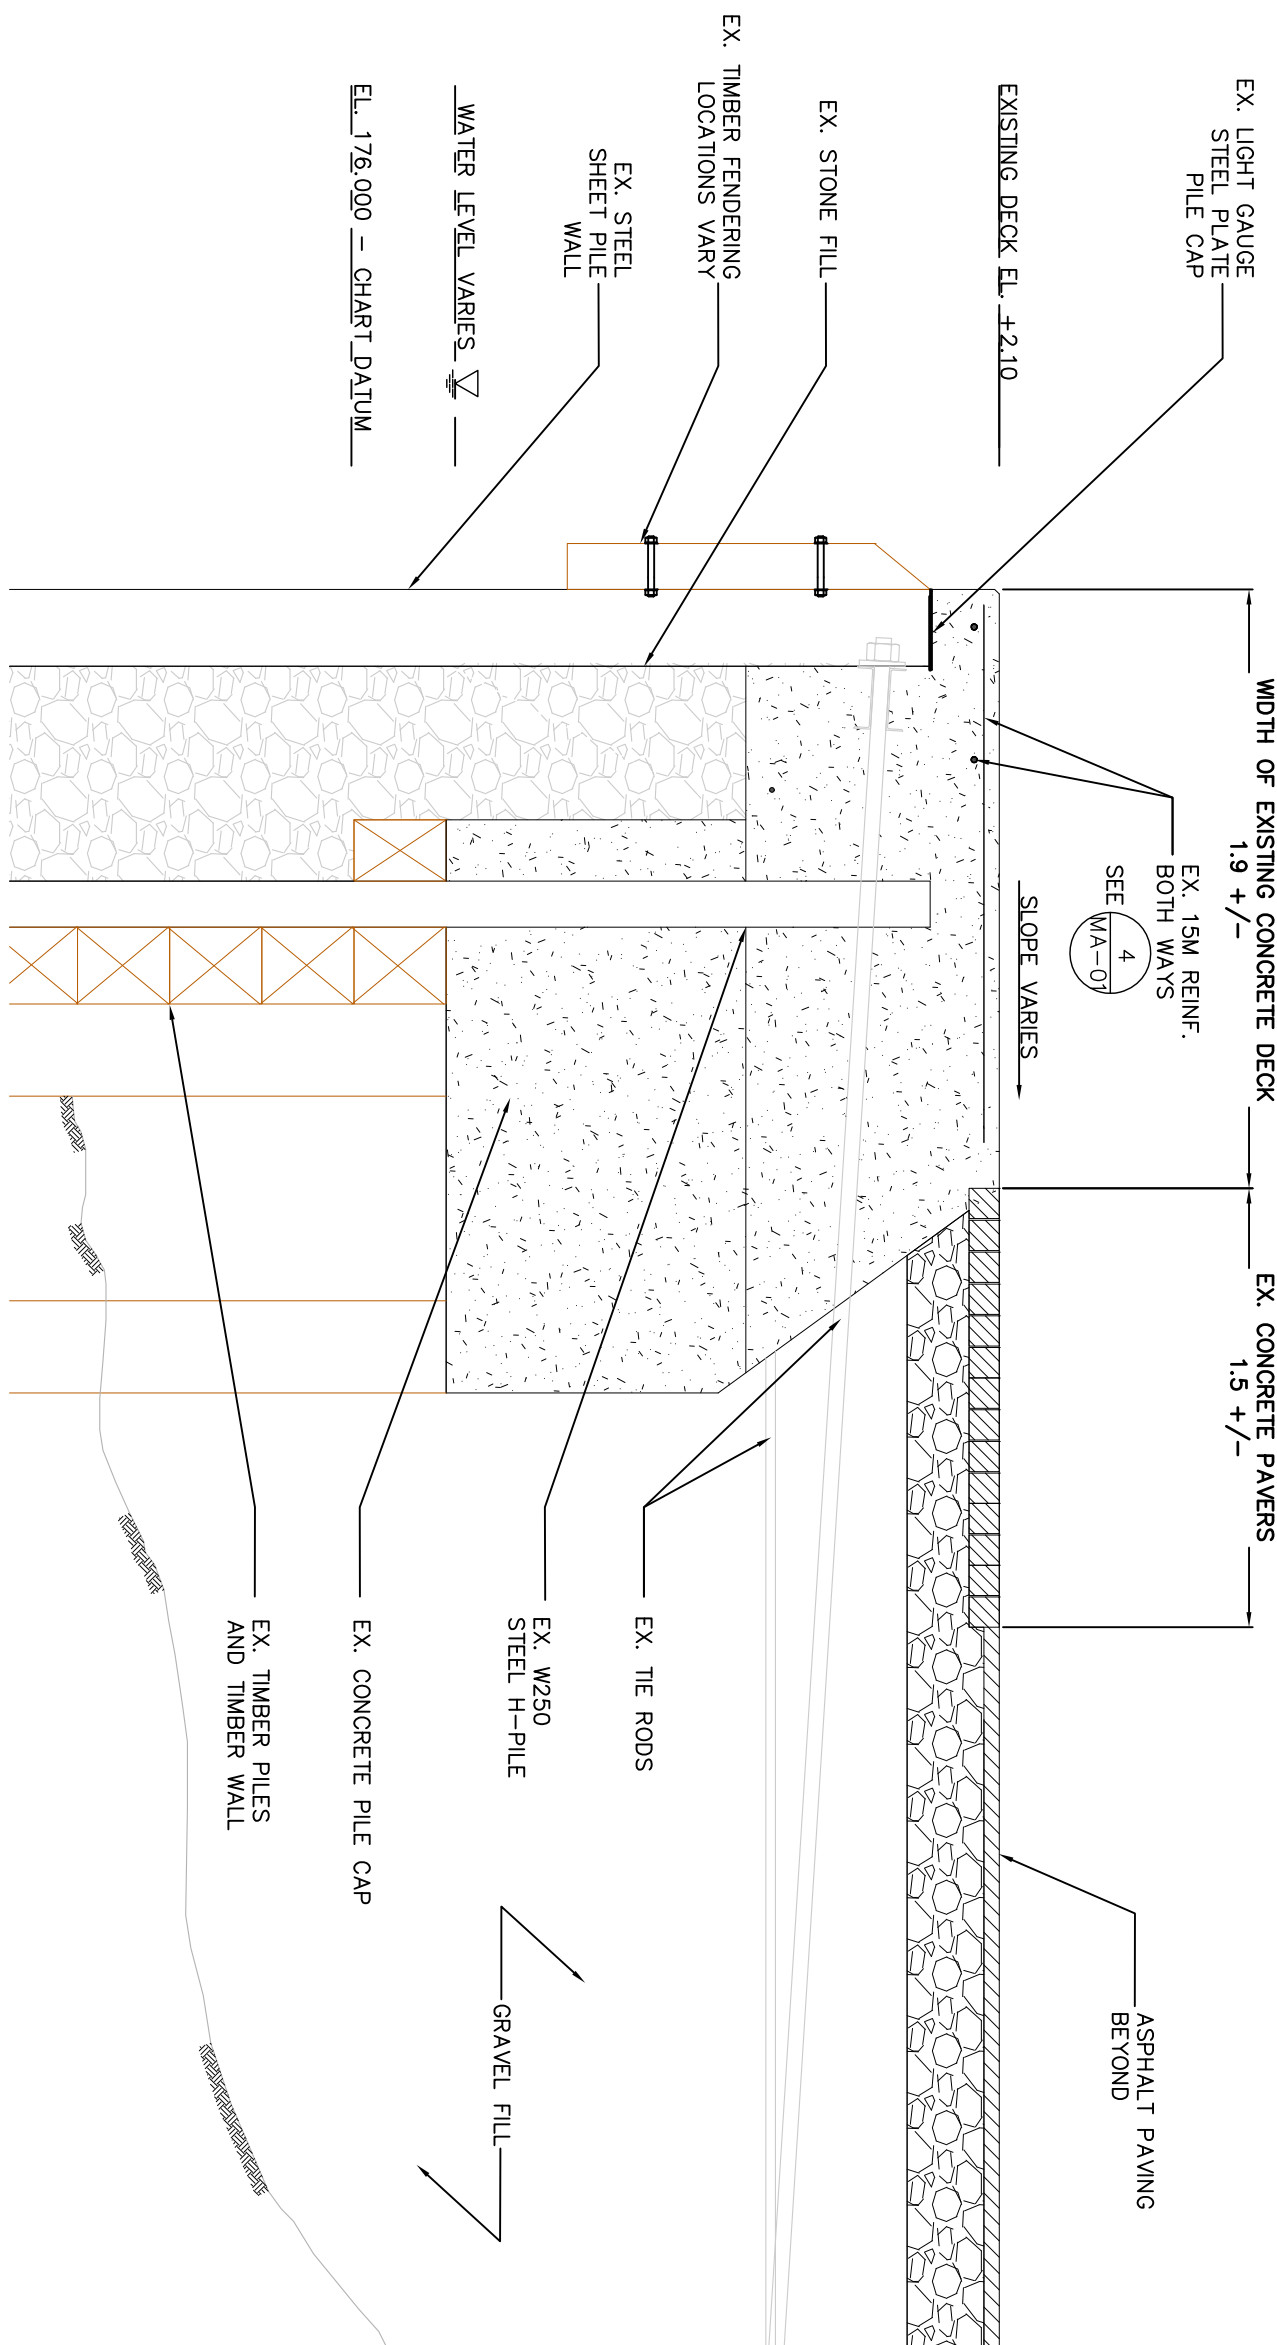 WIDTH OF EXISTING CONCRETE DECK
1.9 +/-
EX. CONCRETE PAVERS
1.5 +/-
EX. LIGHT GAUGE
STEEL PLATE
PILE CAP
EX. 15M REINF.
BOTH WAYS
SEE
4
MA-01
SLOPE VARIES
ASPHALT PAVING
BEYOND
EXISTING DECK EL. +2.10
EX. STONE FILL
EX. TIMBER FENDERING
LOCATIONS VARY
EX. STEEL
SHEET PILE
WALL
WATER LEVEL VARIES
EL. 176.000 - CHART DATUM
EX. TIE RODS
EX. W250
STEEL H-PILE
EX. CONCRETE PILE CAP
EX. TIMBER PILES
AND TIMBER WALL
GRAVEL FILL